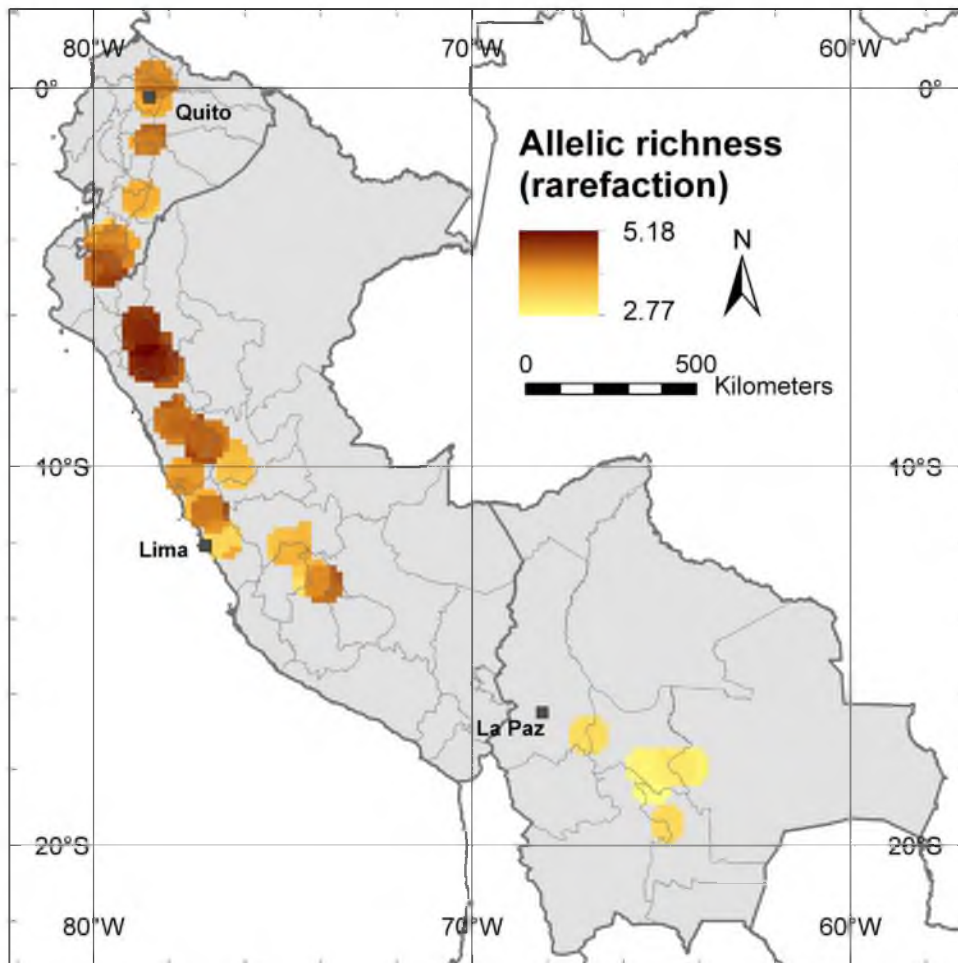 80°W 70°W 60°W
0° 0°
Quito
Allelic richness
(rarefaction)
5.18
2.77
N
0 500
Kilometers
10°S 10°S
Lima
La Paz
20°S 20°S
80°W 70°W 60°W